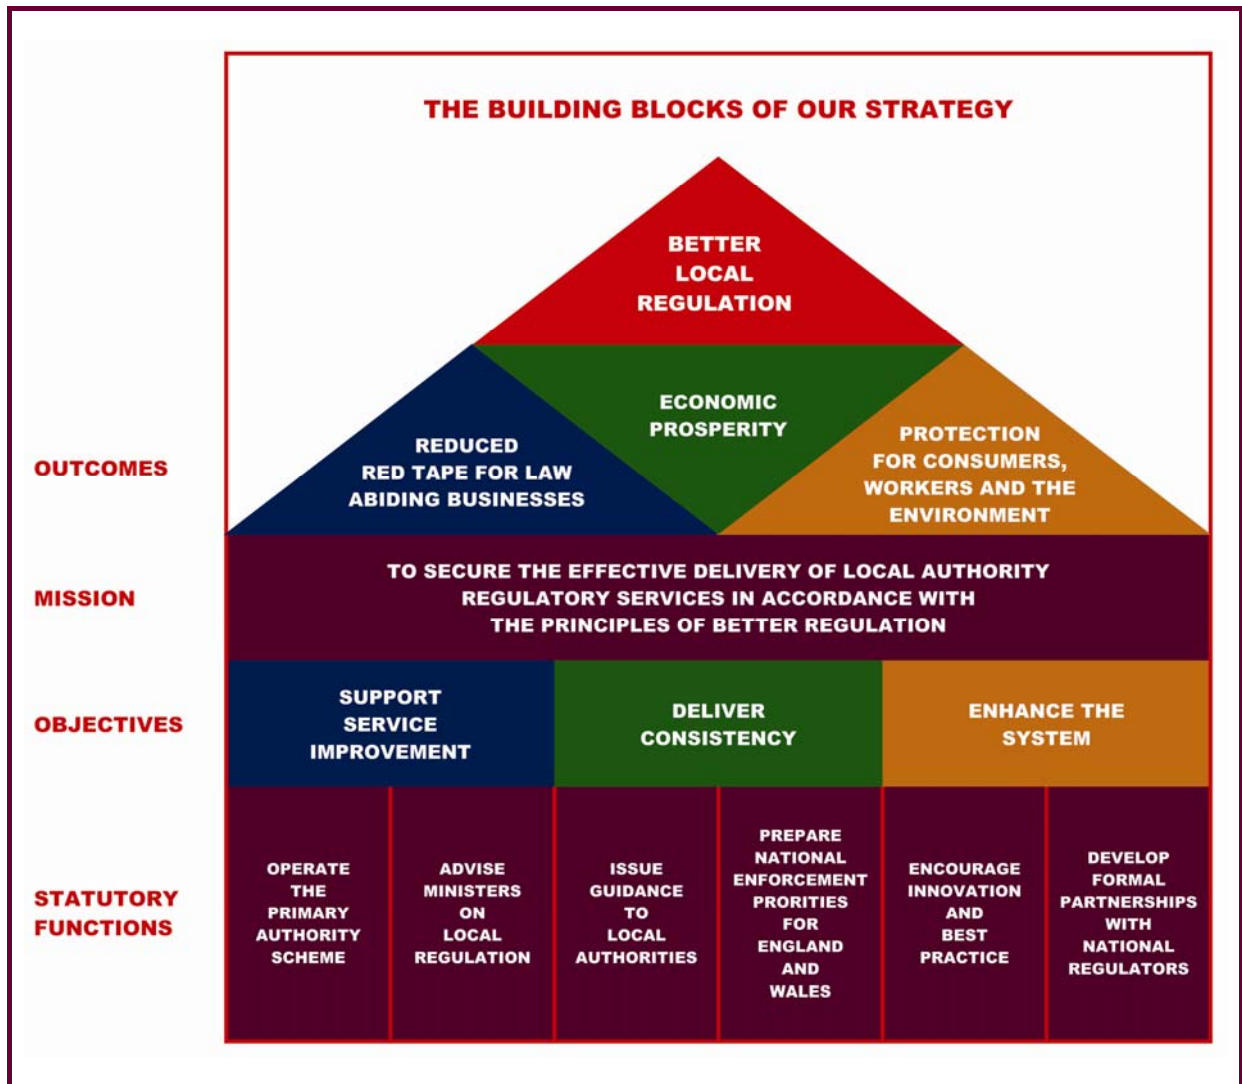 THE BUILDING BLOCKS OF OUR STRATEGY
BETTER
LOCAL
REGULATION
OUTCOMES
REDUCED
RED TAPE FOR LAW
ABIDING BUSINESSES
ECONOMIC
PROSPERITY
PROTECTION
FOR CONSUMERS,
WORKERS AND THE
ENVIRONMENT
MISSION
TO SECURE THE EFFECTIVE DELIVERY OF LOCAL AUTHORITY
REGULATORY SERVICES IN ACCORDANCE WITH
THE PRINCIPLES OF BETTER REGULATION
OBJECTIVES
SUPPORT
SERVICE
IMPROVEMENT
DELIVER
CONSISTENCY
ENHANCE THE
SYSTEM
STATUTORY
FUNCTIONS
OPERATE
THE
PRIMARY
AUTHORITY
SCHEME
ADVISE
MINISTERS
ON
LOCAL
REGULATION
ISSUE
GUIDANCE
TO
LOCAL
AUTHORITIES
PREPARE
NATIONAL
ENFORCEMENT
PRORITIES
FOR
ENGLAND
AND
WALES
ENCOURAGE
INNOVATION
AND
BEST
PRACTICE
DEVELOP
FORMAL
PARTNERSHIPS
WITH
NATIONAL
REGULATORS